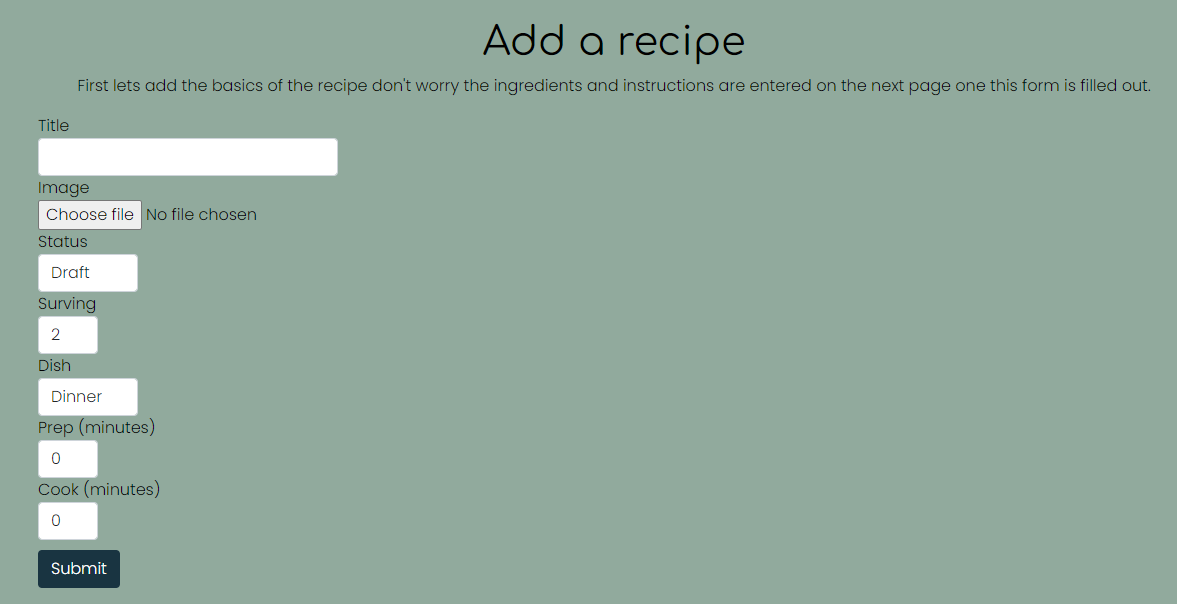 Add a recipe
First lets add the basics of the recipe don't worry the ingredients and instructions are entered on the next page one this form is filled out.
Title
Image
Choose file No file chosen
Status
Draft
Surving
2
Dish
Dinner
Prep (minutes)
0
Cook (minutes)
0
Submit